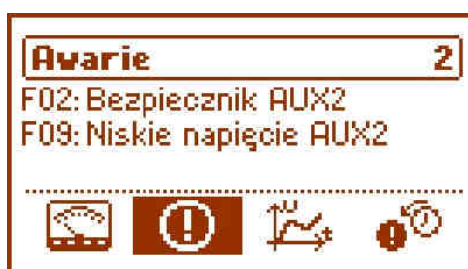 Awarie 2
F02: Bezpiecznik AUX2
F09: Niskie napięcie AUX2
U
t